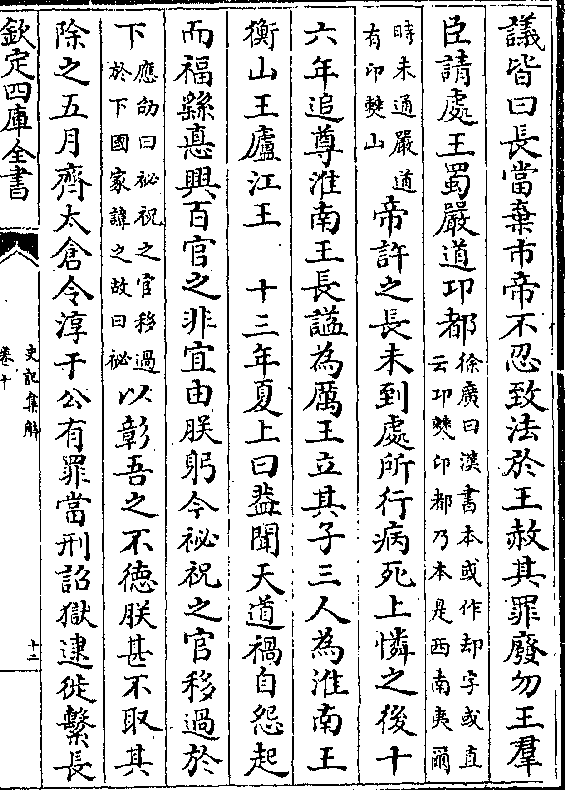 議皆曰長當棄市帝不忍致法於王赦其罪廢勿王羣
臣請處王蜀嚴道卭都徐廣曰漢書本或作却字或直
云卭僰卭都乃本是西南夷爾
時未通嚴道
有卭僰山帝許之長未到處所行病死上憐之後十
六年追尊淮南王長謚為厲王立其子三人為淮南王
衡山王廬江王 十三年夏上曰葢聞天道禍自怨起
而福繇悳興百官之非宜由朕躬今祕祝之官移過於
下應劭曰祕祝之官移過
於下國家諱之故曰祕以彰吾之不德朕甚不取其
除之五月齊太倉令淳于公有罪當刑詔獄逮徙繫長
欽定四庫全書
史記集解
卷十
十二